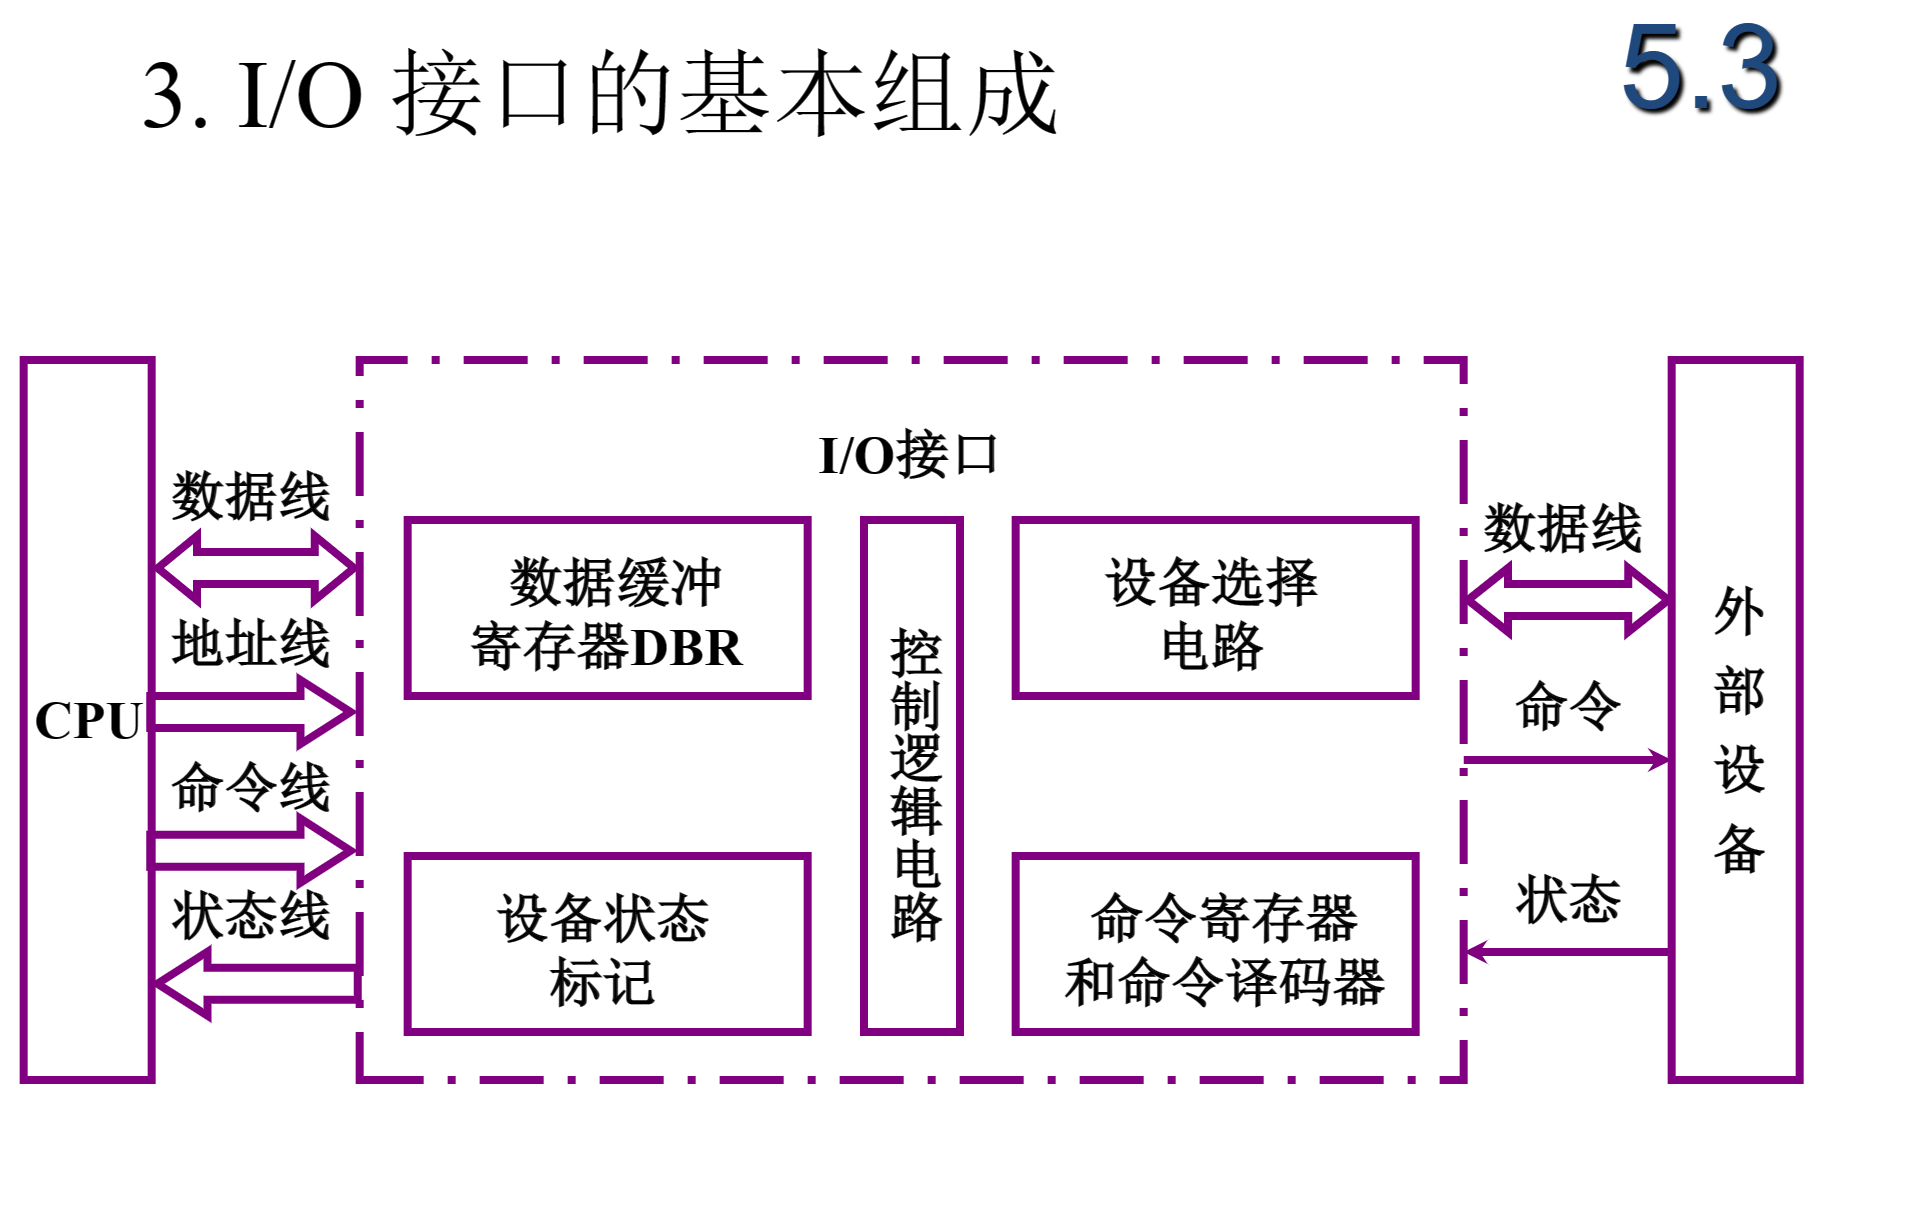 3. I/O 接口的基本组成
5.3
I/O接口
CPU
数据线
地址线
命令线
状态线
数据缓冲
寄存器DBR
设备状态
标记
控制逻辑电路
设备选择
电路
命令寄存器
和命令译码器
数据线
命令
状态
外部设备